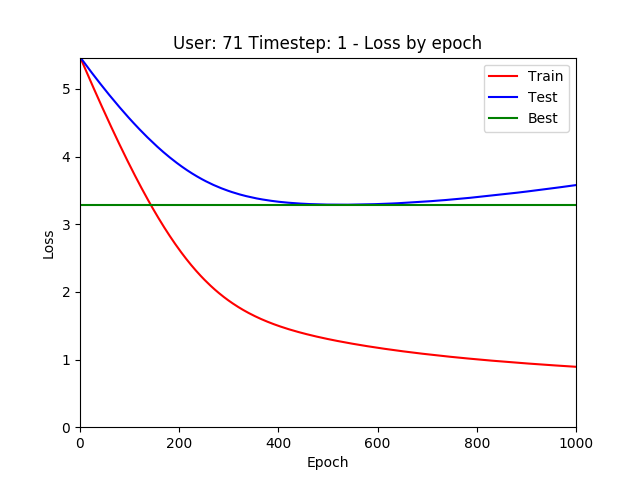 User: 71 Timestep: 1 - Loss by epoch
Train
Test
Best
5
4
3
2
1
0
Loss
0 200 400 600 800 1000
Epoch